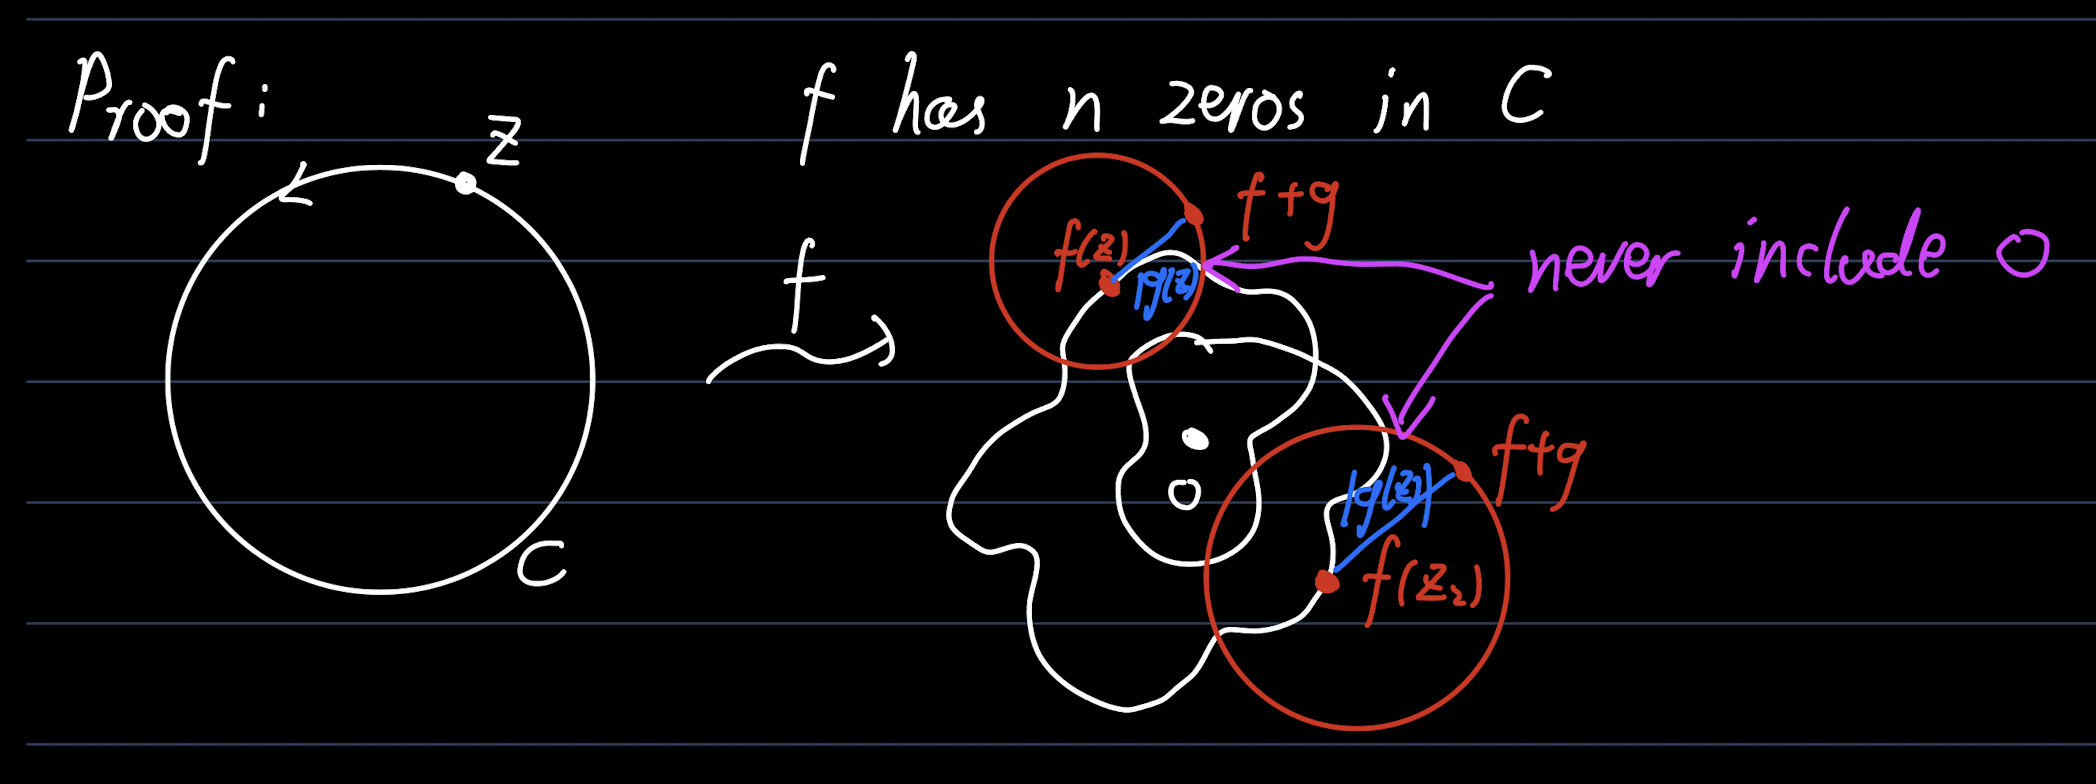 Proof:
f has n zeros in C
z
f+g
f(z)
|g(z)|
never include 0
f
f+g
|g(z)|
0
C
f(z₂)